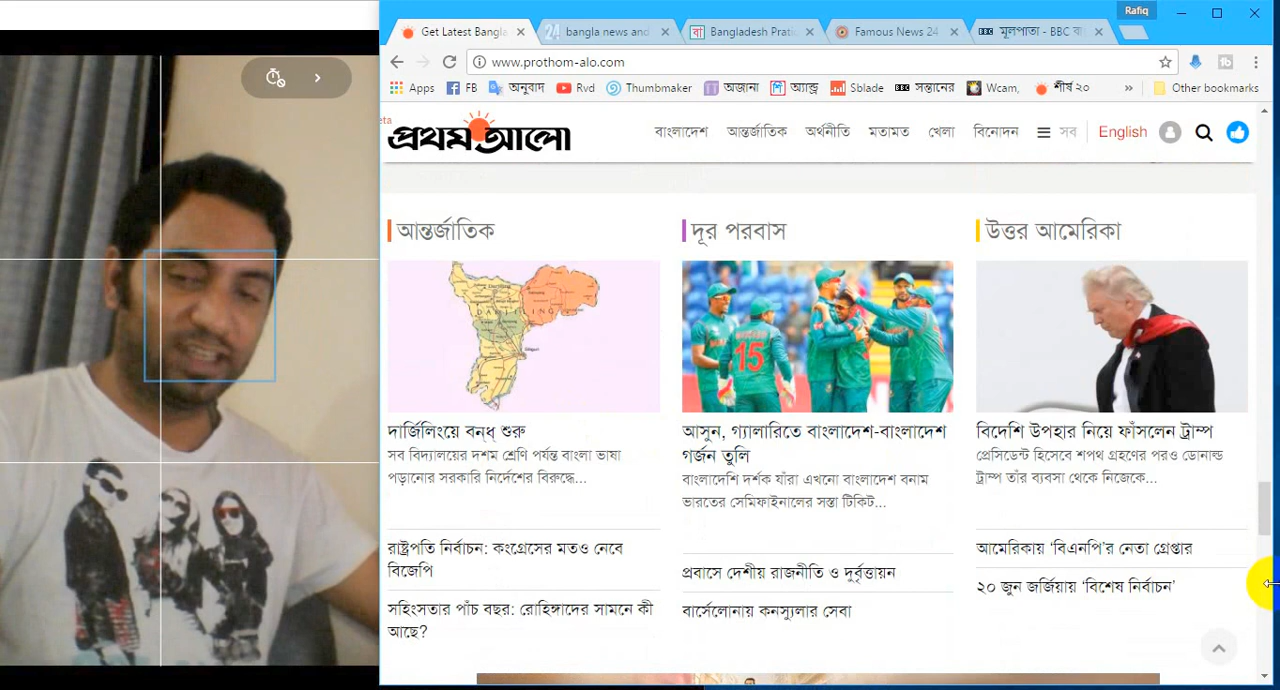 Rafiq
Get Latest Bangla
bangla news and
Bangladesh Prati
Famous News 24
মূলপাতা - BBC বা
www.prothom-alo.com
Apps
FB
অনুবাদ
Rvd
Thumbmaker
অজানা
অ্যান্ড্র
Sblade
সন্তানের
Wcam,
শীর্ষ ২০
»
Other bookmarks
eta
প্রথম আলো
বাংলাদেশ
আন্তর্জাতিক
অর্থনীতি
মতামত
খেলা
বিনোদন
সব
English
আন্তর্জাতিক
দার্জিলিংয়ে বন্‌ধ্‌ শুরু
সব বিদ্যালয়ের দশম শ্রেণি পর্যন্ত বাংলা ভাষা
পড়ানোর সরকারি নির্দেশের বিরুদ্ধে...
রাষ্ট্রপতি নির্বাচন: কংগ্রেসের মতও নেবে
বিজেপি
সহিংসতার পাঁচ বছর: রোহিঙ্গাদের সামনে কী
আছে?
দূর পরবাস
15
আসুন, গ্যালারিতে বাংলাদেশ-বাংলাদেশ
গর্জন তুলি
বাংলাদেশি দর্শক যাঁরা এখনো বাংলাদেশ বনাম
ভারতের সেমিফাইনালের সস্তা টিকিট...
প্রবাসে দেশীয় রাজনীতি ও দুর্বৃত্তায়ন
বার্সেলোনায় কনস্যুলার সেবা
উত্তর আমেরিকা
বিদেশি উপহার নিয়ে ফাঁসলেন ট্রাম্প
প্রেসিডেন্ট হিসেবে শপথ গ্রহণের পরও ডোনাল্ড
ট্রাম্প তাঁর ব্যবসা থেকে নিজেকে...
আমেরিকায় ‘বিএনপি’র নেতা গ্রেপ্তার
২০ জুন জর্জিয়ায় ‘বিশেষ নির্বাচন’